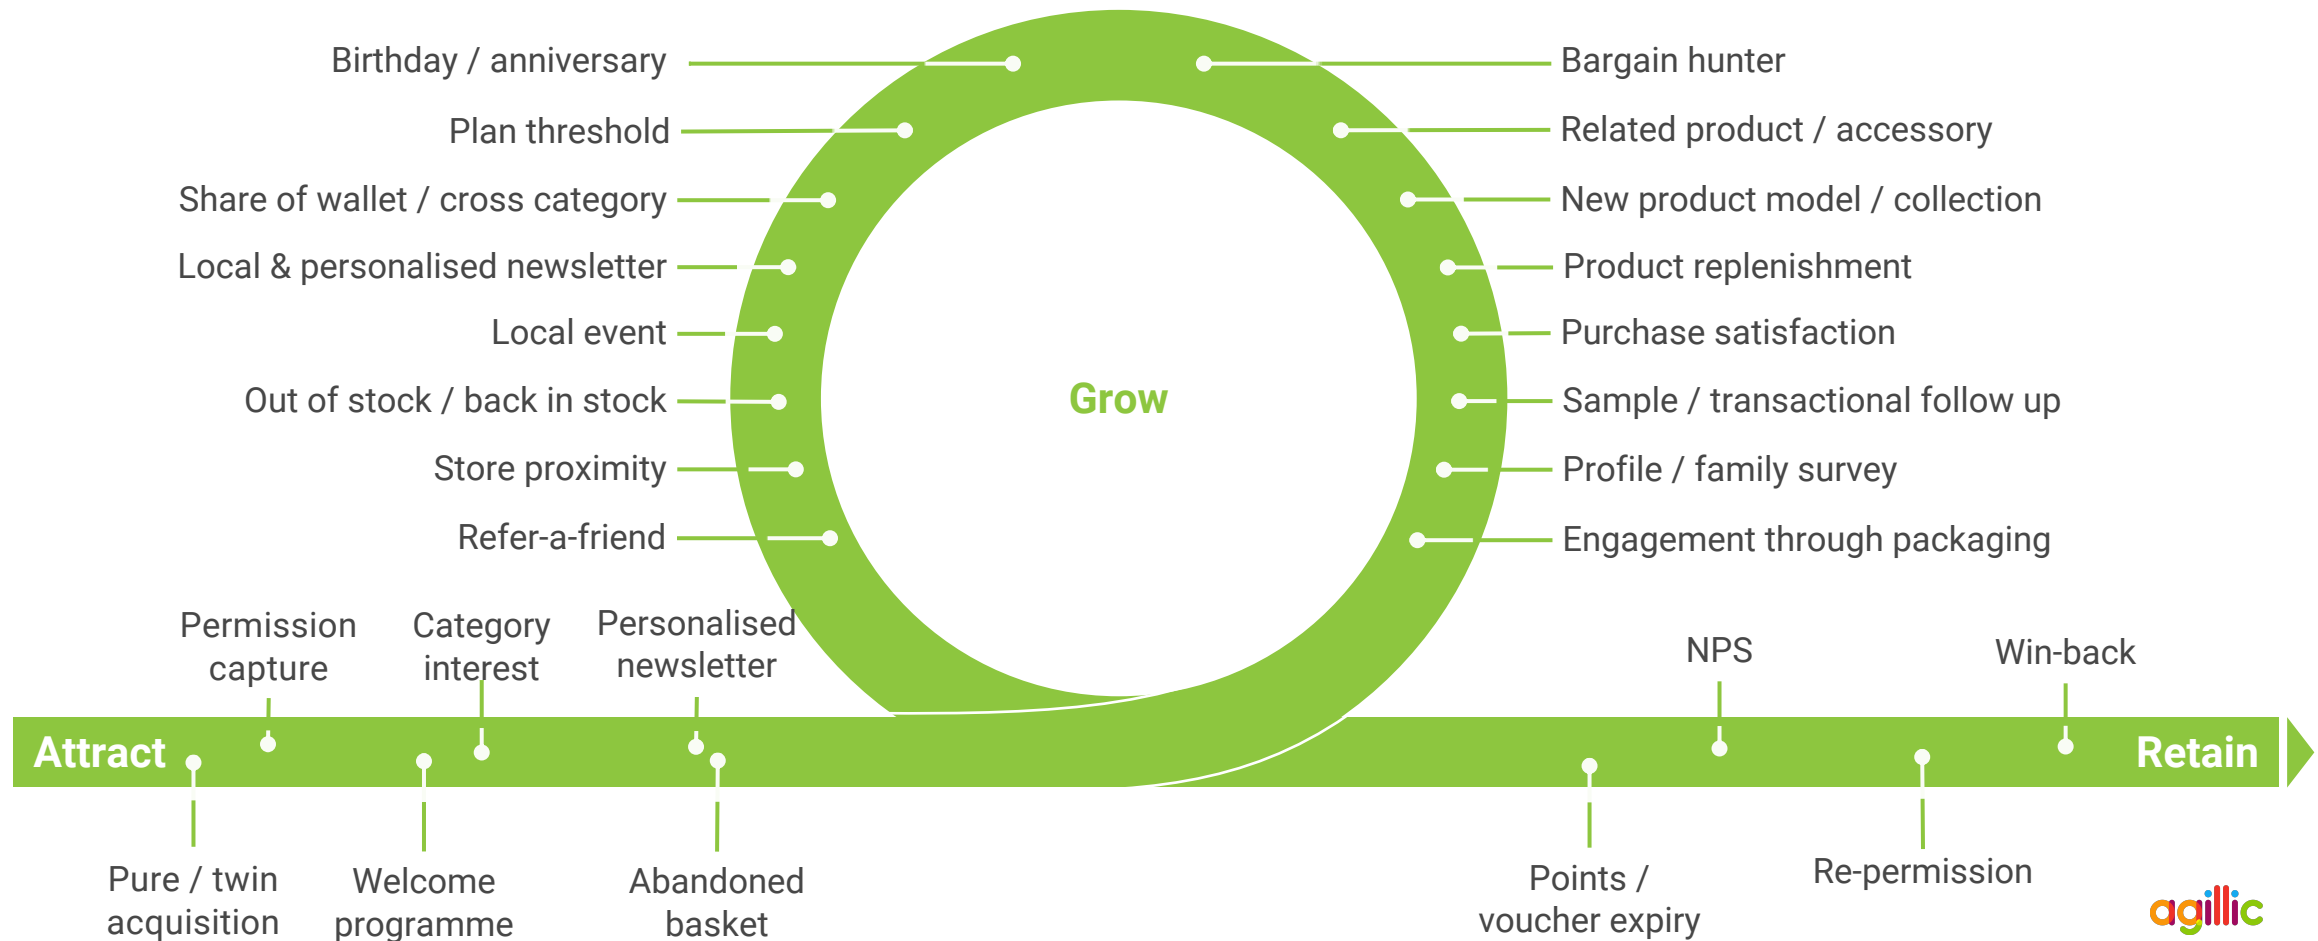 Birthday / anniversary
Plan threshold
Share of wallet / cross category
Local & personalised newsletter
Local event
Out of stock / back in stock
Store proximity
Refer-a-friend
Bargain hunter
Related product / accessory
New product model / collection
Product replenishment
Purchase satisfaction
Sample / transactional follow up
Profile / family survey
Engagement through packaging
Grow
Permission
capture
Category
interest
Personalised
newsletter
NPS
Win-back
Attract
Retain
Pure / twin
acquisition
Welcome
programme
Abandoned
basket
Points /
voucher expiry
Re-permission
agillic